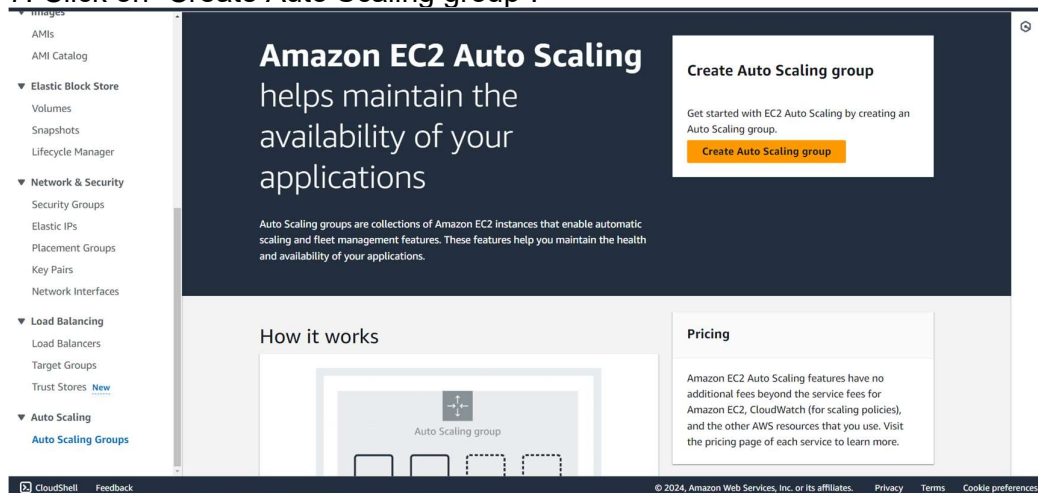 Click on "Create Auto Scaling group".
Images
AMIs
AMI Catalog
Elastic Block Store
Volumes
Snapshots
Lifecycle Manager
Network & Security
Security Groups
Elastic IPs
Placement Groups
Key Pairs
Network Interfaces
Load Balancing
Load Balancers
Target Groups
Trust Stores New
Auto Scaling
Auto Scaling Groups
Amazon EC2 Auto Scaling
helps maintain the
availability of your
applications
Auto Scaling groups are collections of Amazon EC2 instances that enable automatic
scaling and fleet management features. These features help you maintain the health
and availability of your applications.
Create Auto Scaling group
Get started with EC2 Auto Scaling by creating an
Auto Scaling group.
Create Auto Scaling group
How it works
Auto Scaling group
Pricing
Amazon EC2 Auto Scaling features have no
additional fees beyond the service fees for
Amazon EC2, CloudWatch (for scaling policies),
and the other AWS resources that you use. Visit
the pricing page of each service to learn more.
CloudShell Feedback
© 2024, Amazon Web Services, Inc. or its affiliates. Privacy Terms Cookie preferences